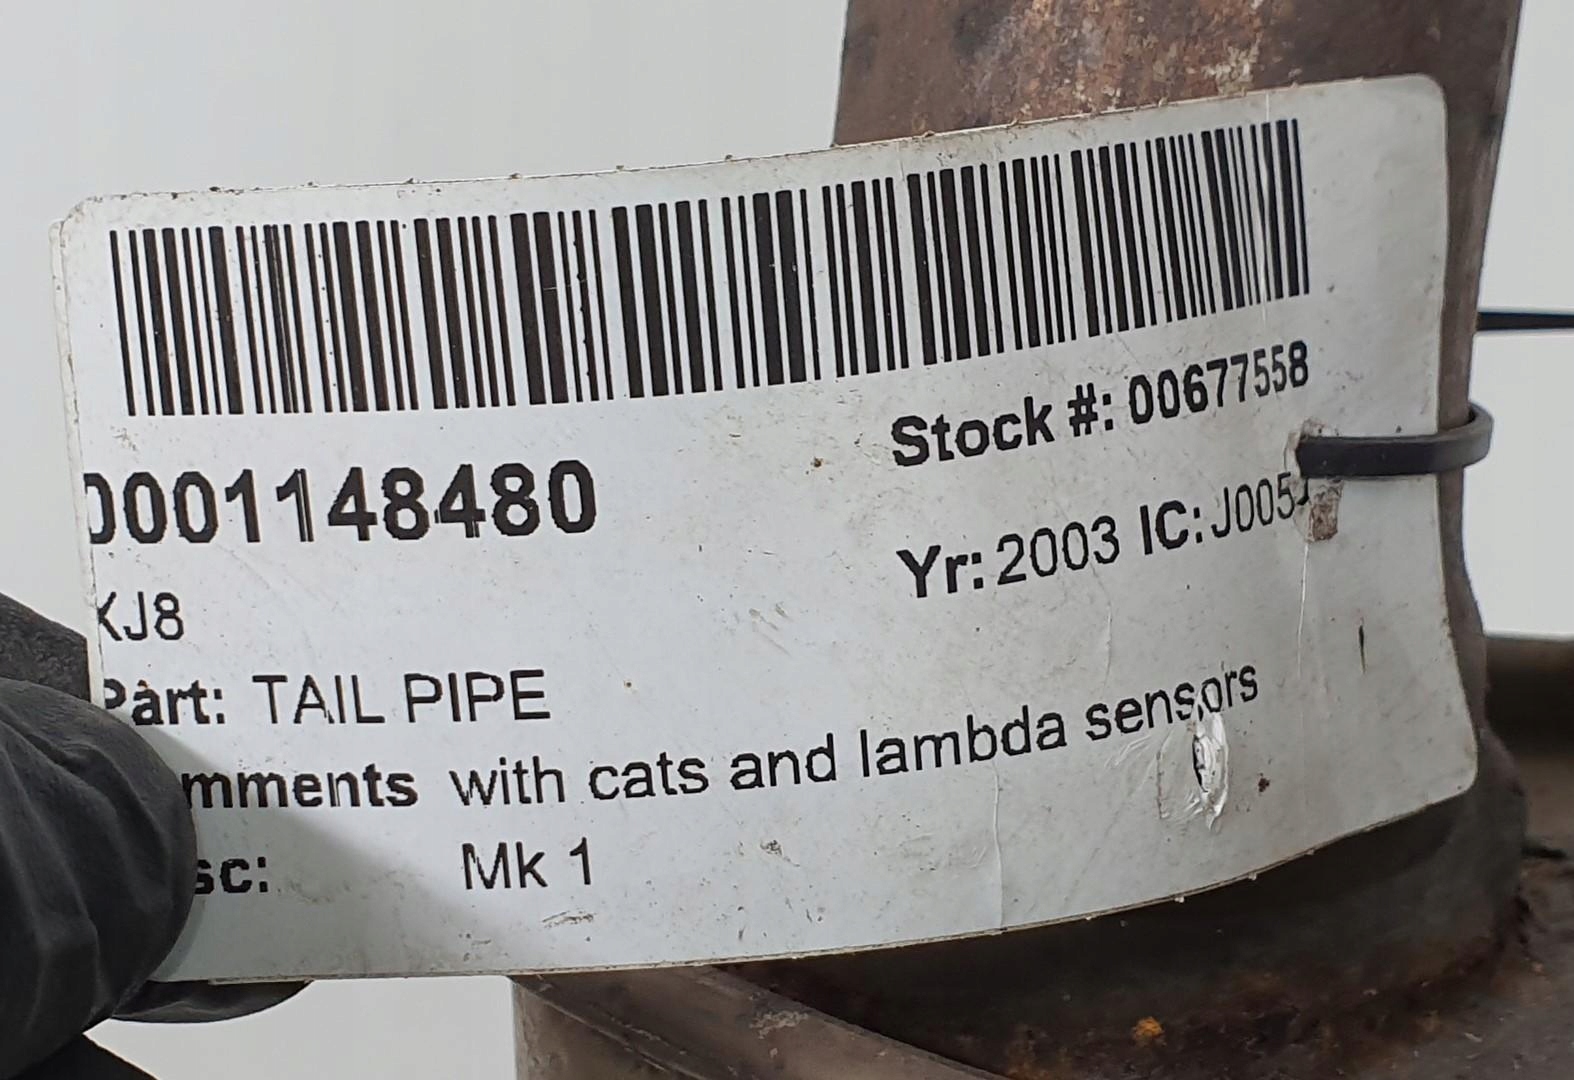 0001148480
Stock #: 00677558
XJ8
Yr: 2003 IC: J005
Part: TAIL PIPE
mments with cats and lambda sensors
sc: Mk 1